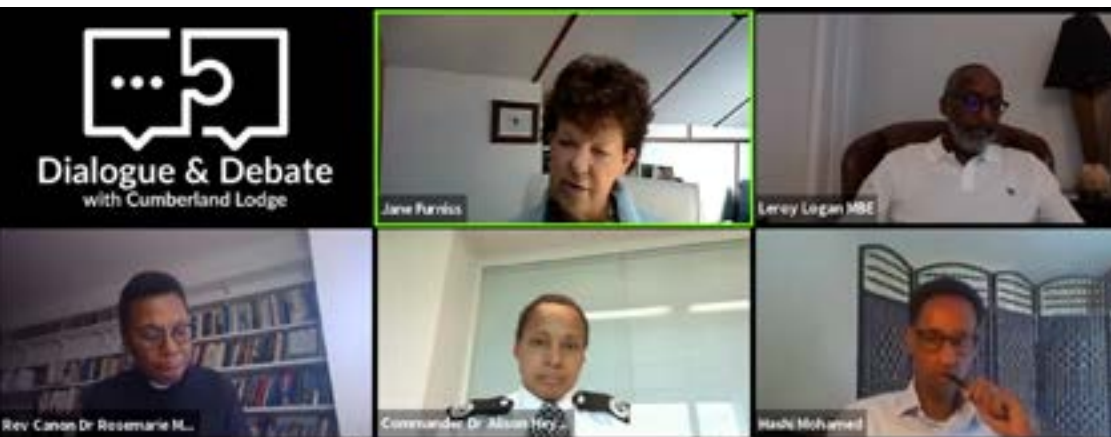 Dialogue & Debate
with Cumberland Lodge
Jane Furniss
Leroy Logan MBE
Rev Canon Dr Rosemarie M...
Commander Dr Alison
Hashi Mohamed